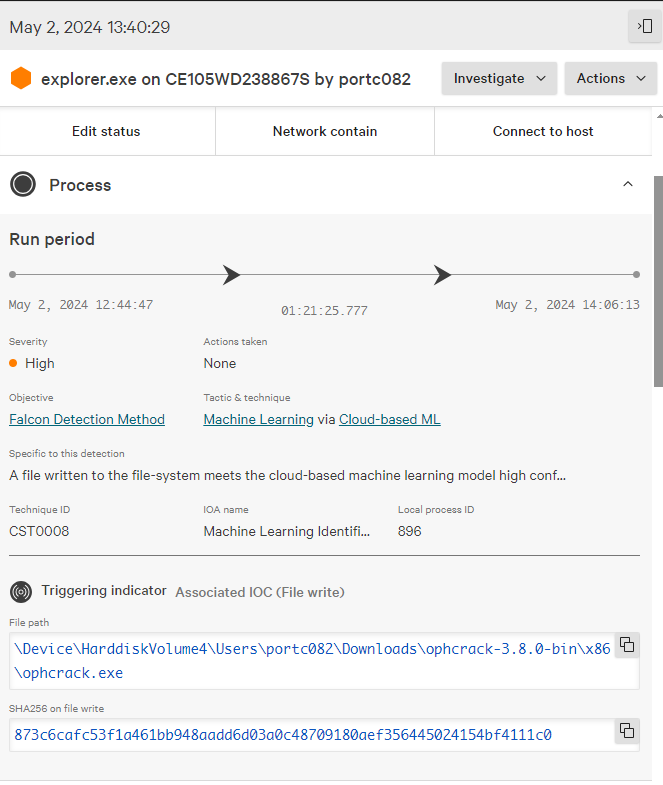 May 2, 2024 13:40:29
explorer.exe on CE105WD238867S by portc082
Investigate
Actions
Edit status
Network contain
Connect to host
Process
Run period
May 2, 2024 12:44:47
01:21:25.777
May 2, 2024 14:06:13
Severity
Actions taken
High
None
Objective
Tactic & technique
Falcon Detection Method
Machine Learning via Cloud-based ML
Specific to this detection
A file written to the file-system meets the cloud-based machine learning model high conf...
Technique ID
IOA name
Local process ID
CST0008
Machine Learning Identifi...
896
Triggering indicator Associated IOC (File write)
File path
\Device\HarddiskVolume4\Users\portc082\Downloads\ophcrack-3.8.0-bin\x86
\ophcrack.exe
SHA256 on file write
873c6cafc53f1a461bb948aadd6d03a0c48709180aef356445024154bf4111c0